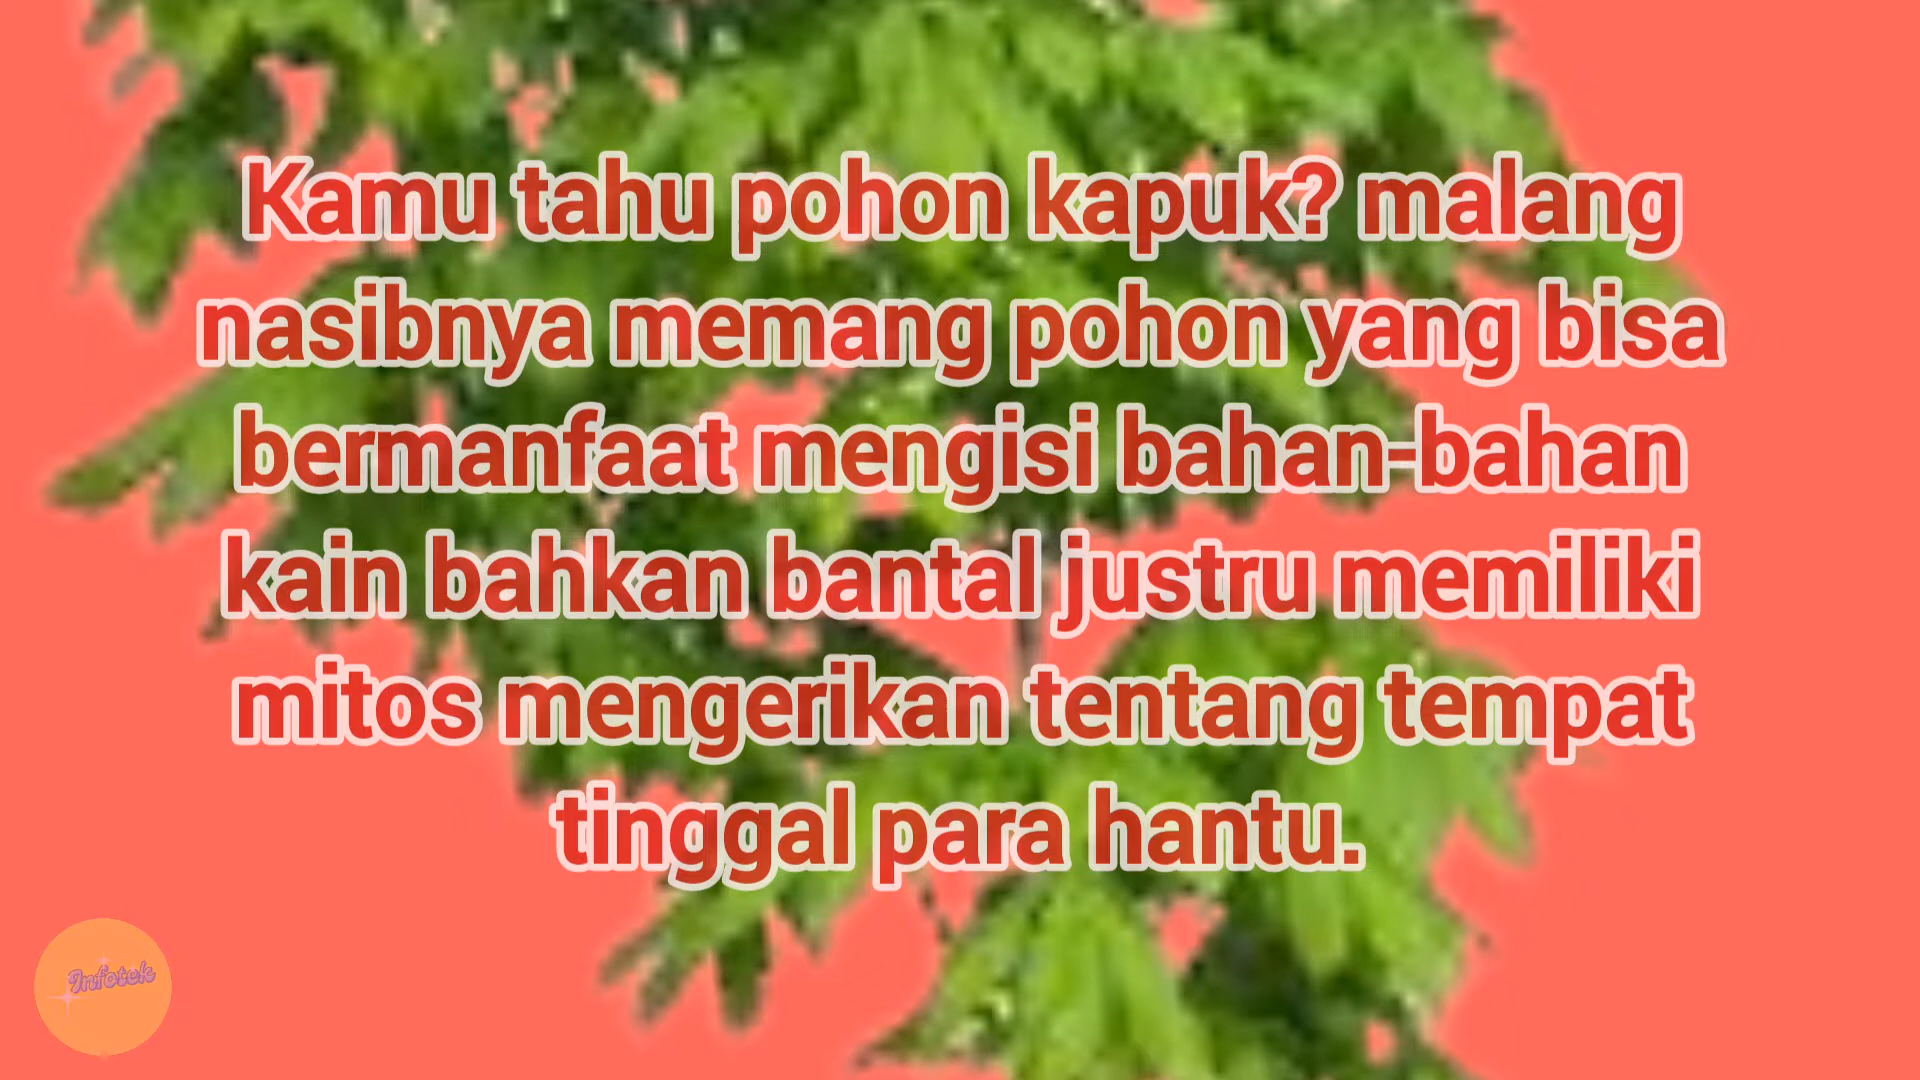 Kamu tahu pohon kapuk? malang
nasibnya memang pohon yang bisa
bermanfaat mengisi bahan-bahan
kain bahkan bantal justru memiliki
mitos mengerikan tentang tempat
tinggal para hantu.
Infotek